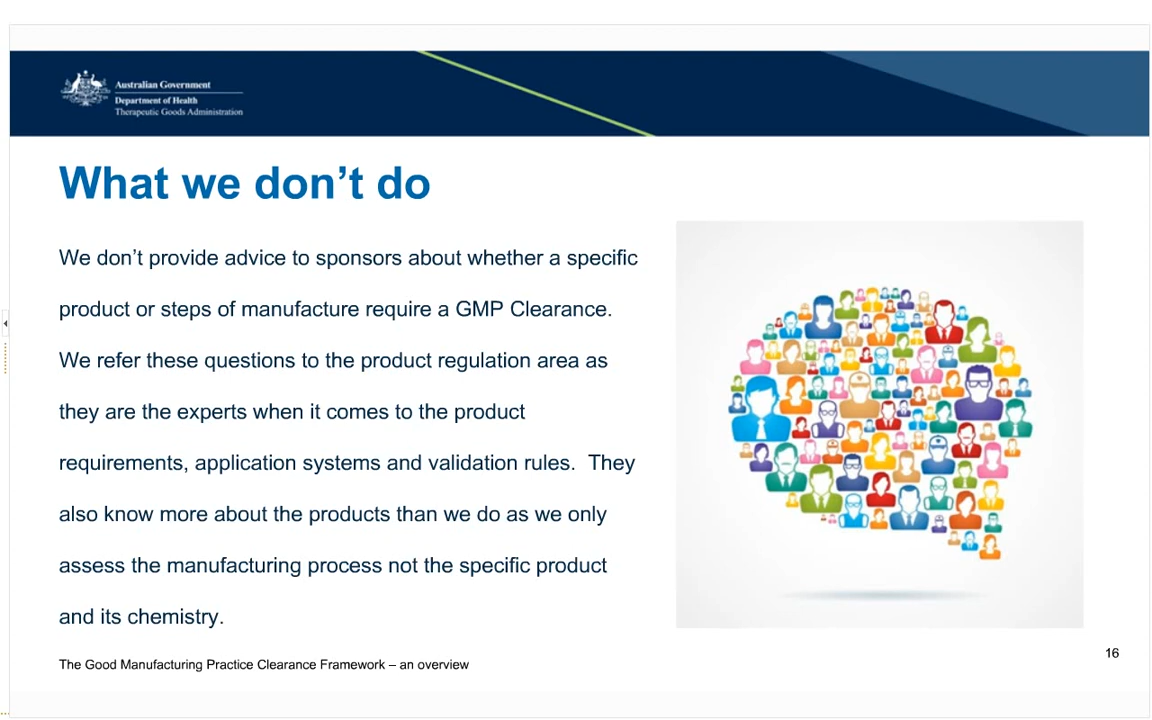 Australian Government
Department of Health
Therapeutic Goods Administration
What we don’t do
We don’t provide advice to sponsors about whether a specific
product or steps of manufacture require a GMP Clearance.
We refer these questions to the product regulation area as
they are the experts when it comes to the product
requirements, application systems and validation rules.  They
also know more about the products than we do as we only
assess the manufacturing process not the specific product
and its chemistry.
The Good Manufacturing Practice Clearance Framework – an overview
16